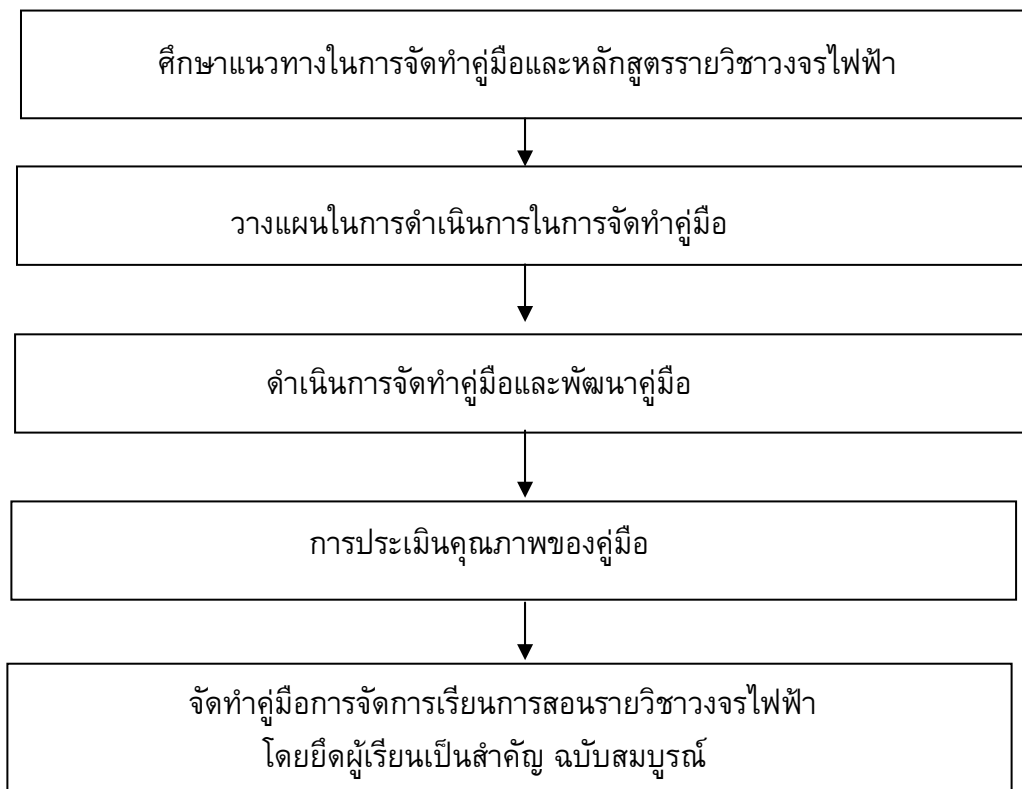 ศึกษาแนวทางในการจัดทำคู่มือและหลักสูตรรายวิชาวงจรไฟฟ้า
วางแผนในการดำเนินการในการจัดทำคู่มือ
ดำเนินการจัดทำคู่มือและพัฒนาคู่มือ
การประเมินคุณภาพของคู่มือ
จัดทำคู่มือการจัดการเรียนการสอนรายวิชาวงจรไฟฟ้า
โดยยึดผู้เรียนเป็นสำคัญ ฉบับสมบูรณ์